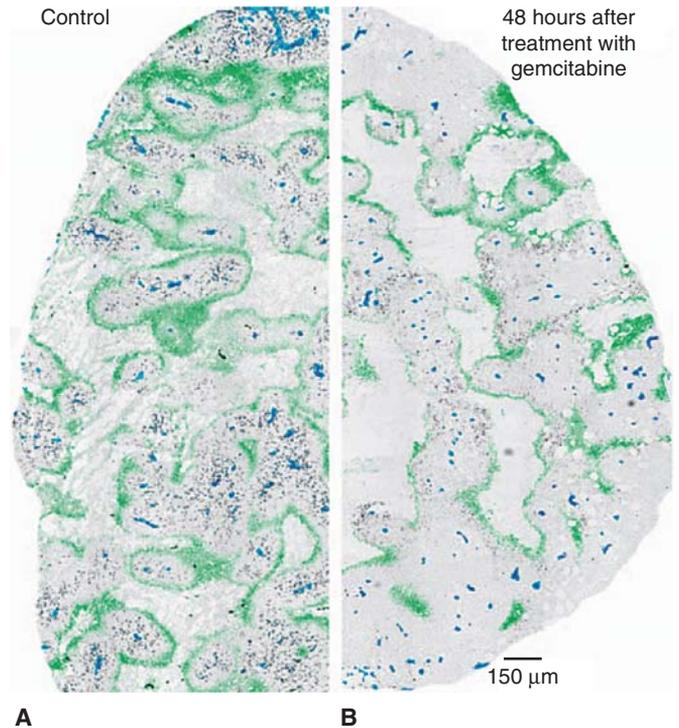 Control
48 hours after
treatment with
gemcitabine
150 µm
A
B